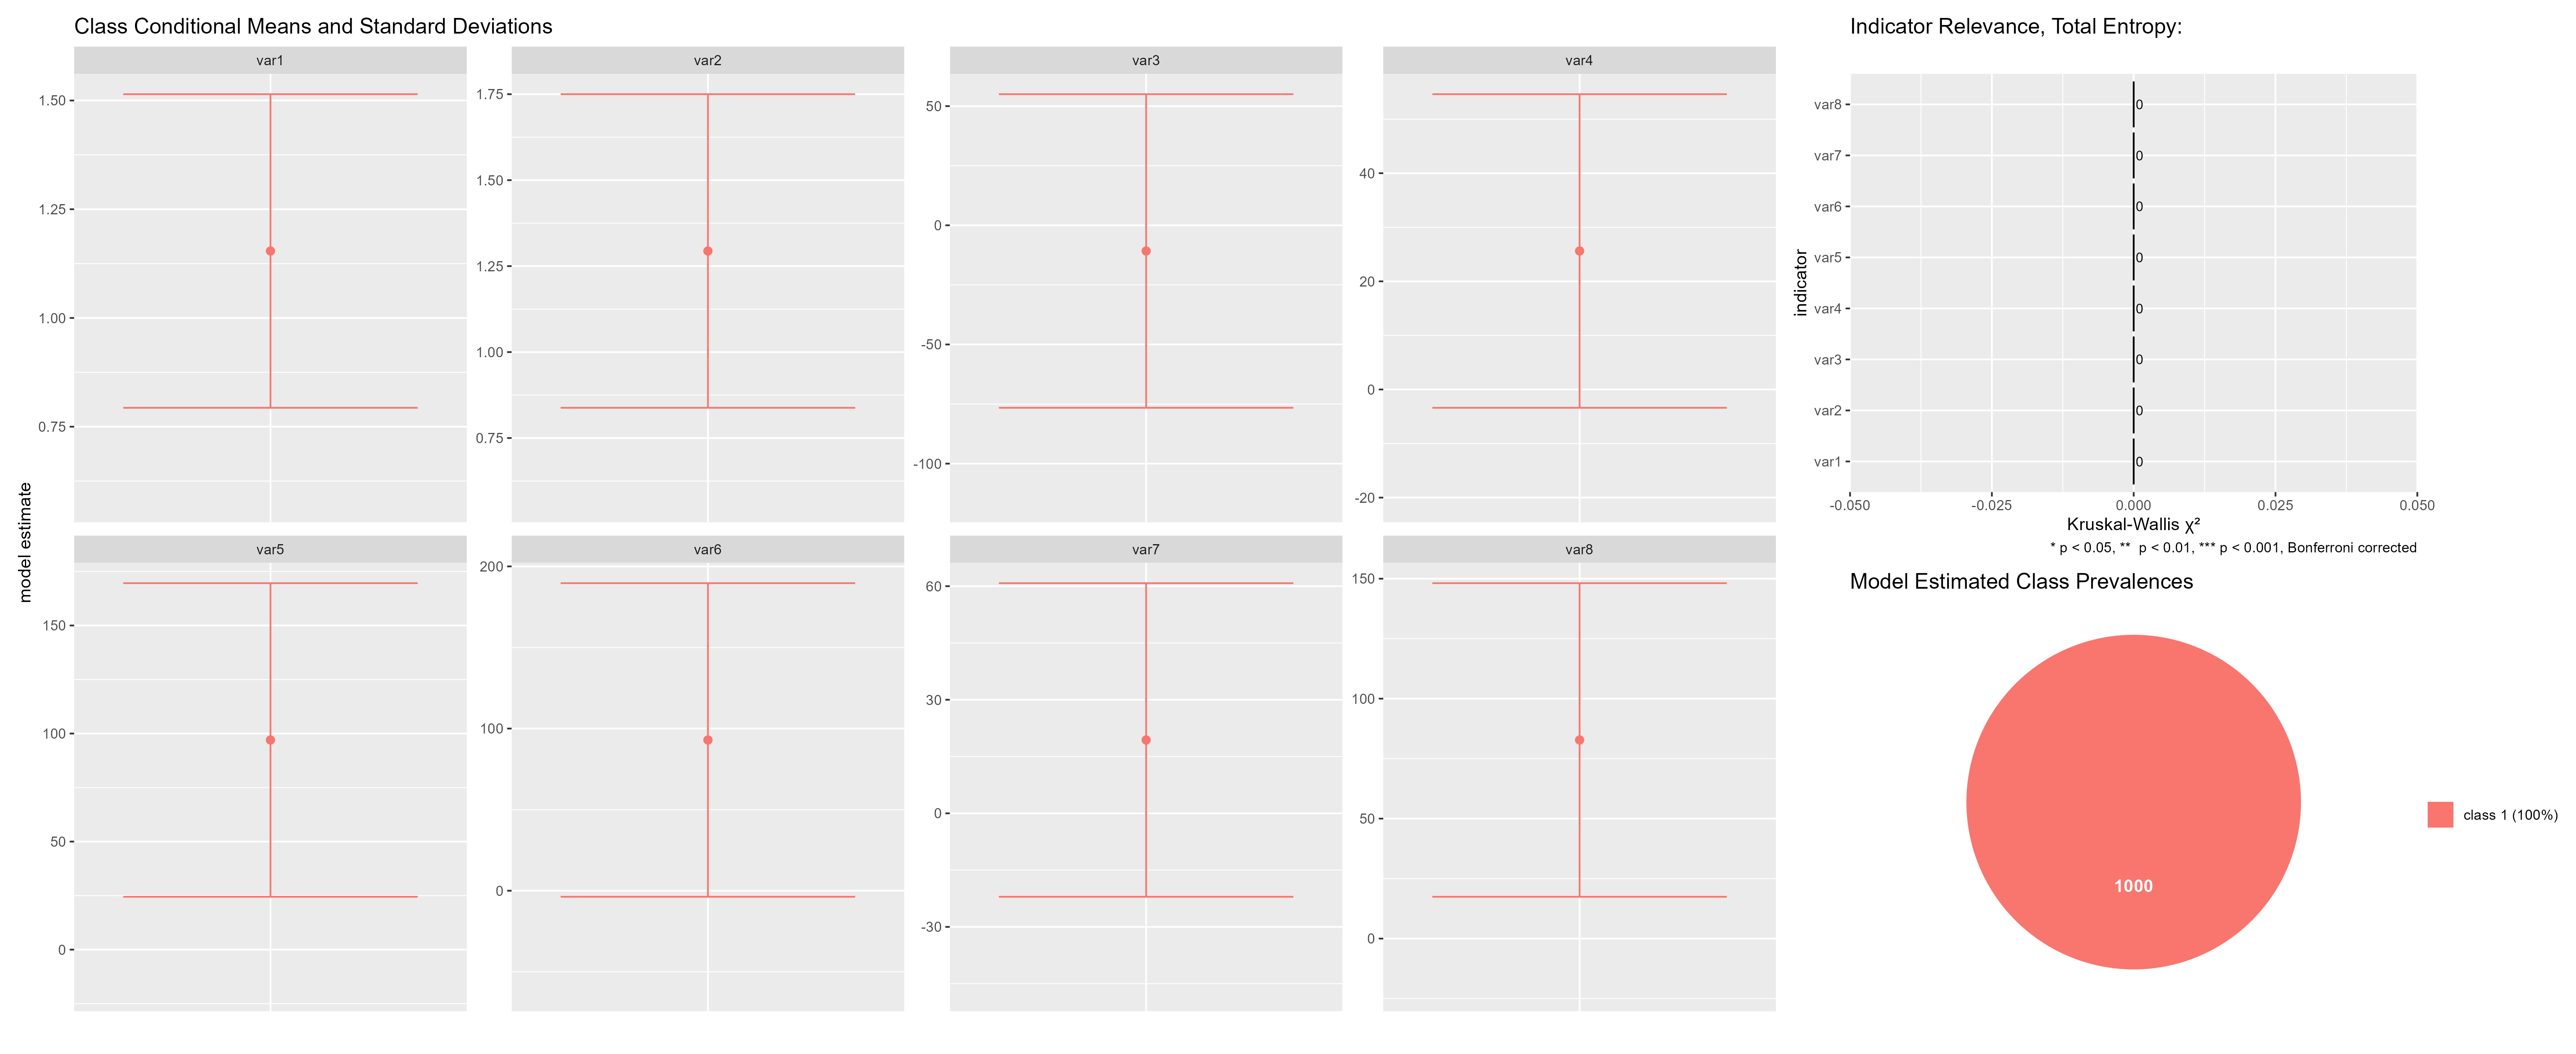 Class Conditional Means and Standard Deviations
var1
var2
var3
var4
1.50
1.25
1.00
0.75
1.75
1.50
1.25
1.00
0.75
50
0
-50
-100
40
20
0
-20
model estimate
var5
var6
var7
var8
150
100
50
0
200
100
0
60
30
0
-30
150
100
50
0
Indicator Relevance, Total Entropy:
indicator
var8
0
var7
0
var6
0
var5
0
var4
0
var3
0
var2
0
var1
0
-0.050
-0.025
0.000
0.025
0.050
Kruskal-Wallis χ²
* p < 0.05, **  p < 0.01, *** p < 0.001, Bonferroni corrected
Model Estimated Class Prevalences
1000
class 1 (100%)